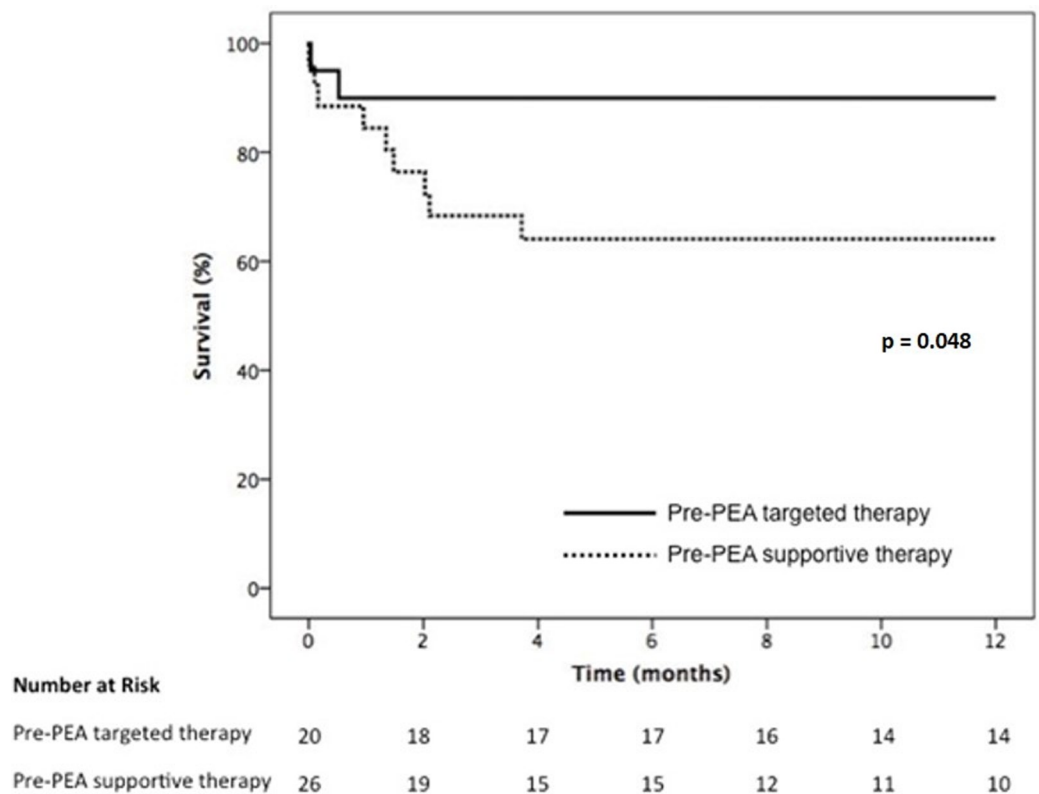 100
80
60
40
20
0
Survival (%)
p = 0.048
Pre-PEA targeted therapy
Pre-PEA supportive therapy
0 2 4 6 8 10 12
Time (months)
Number at Risk
Pre-PEA targeted therapy 20 18 17 17 16 14 14
Pre-PEA supportive therapy 26 19 15 15 12 11 10